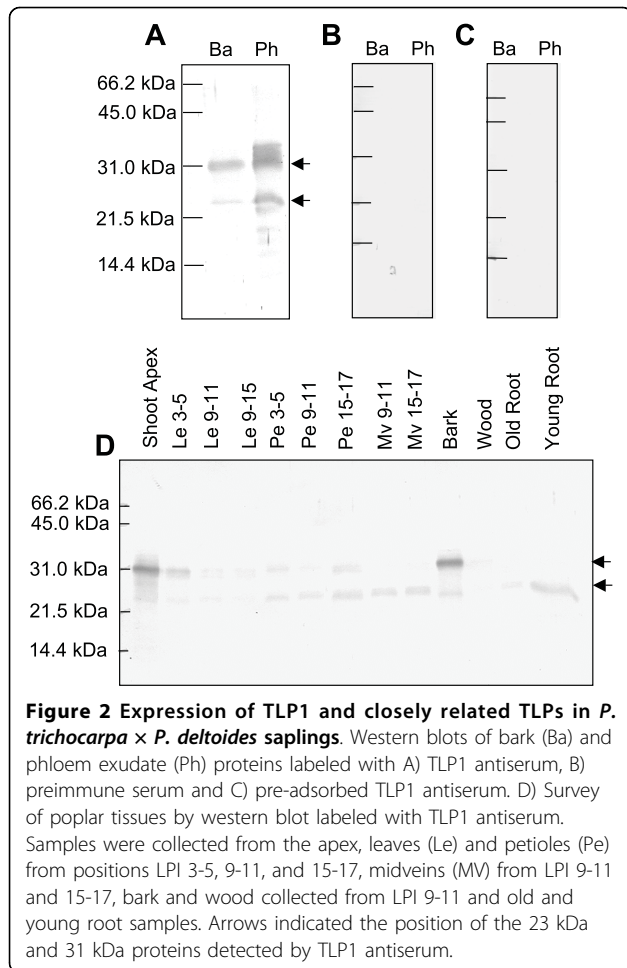 A B C
Ba Ph Ba Ph Ba Ph
66.2 kDa
45.0 kDa
31.0 kDa
21.5 kDa
14.4 kDa
Shoot Apex
Le 3-5
Le 9-11
Le 9-15
Pe 3-5
Pe 9-11
Pe 15-17
Mv 9-11
Mv 15-17
Bark
Wood
Old Root
Young Root
D
66.2 kDa
45.0 kDa
31.0 kDa
21.5 kDa
14.4 kDa
Figure 2 Expression of TLP1 and closely related TLPs in P.
trichocarpa × P. deltoides saplings. Western blots of bark (Ba) and
phloem exudate (Ph) proteins labeled with A) TLP1 antiserum, B)
preimmune serum and C) pre-adsorbed TLP1 antiserum. D) Survey
of poplar tissues by western blot labeled with TLP1 antiserum.
Samples were collected from the apex, leaves (Le) and petioles (Pe)
from positions LPI 3-5, 9-11, and 15-17, midveins (MV) from LPI 9-11
and 15-17, bark and wood collected from LPI 9-11 and old and
young root samples. Arrows indicated the position of the 23 kDa
and 31 kDa proteins detected by TLP1 antiserum.